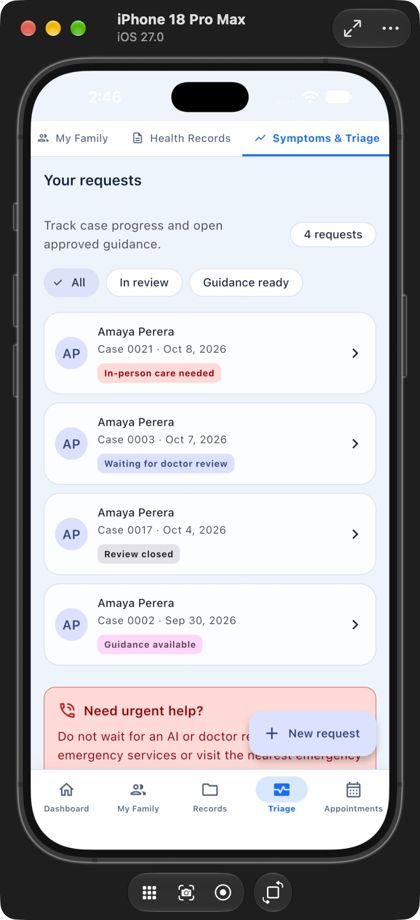 iPhone 18 Pro Max
iOS 27.0
2:46
My Family
Health Records
Symptoms & Triage
Your requests
Track case progress and open
approved guidance.
4 requests
All
In review
Guidance ready
AP
Amaya Perera
Case 0021 · Oct 8, 2026
In-person care needed
AP
Amaya Perera
Case 0003 · Oct 7, 2026
Waiting for doctor review
AP
Amaya Perera
Case 0017 · Oct 4, 2026
Review closed
AP
Amaya Perera
Case 0002 · Sep 30, 2026
Guidance available
Need urgent help?
Do not wait for an AI or doctor
emergency services or visit the nearest emergency
New request
Dashboard
My Family
Records
Triage
Appointments